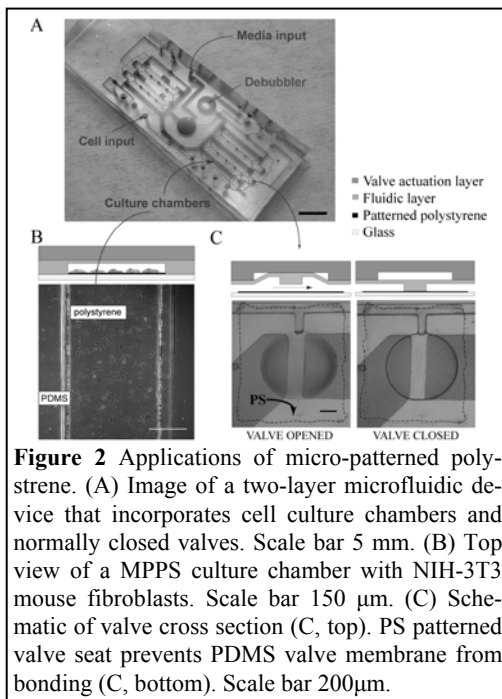 A
Media input
Debubbler
Cell input
Culture chambers
Valve actuation layer
Fluidic layer
Patterned polystyrene
Glass
B
C
polystyrene
PDMS
PS
VALVE OPENED
VALVE CLOSED
Figure 2 Applications of micro-patterned poly-
strene. (A) Image of a two-layer microfluidic de-
vice that incorporates cell culture chambers and
normally closed valves. Scale bar 5 mm. (B) Top
view of a MPPS culture chamber with NIH-3T3
mouse fibroblasts. Scale bar 150 μm. (C) Sche-
matic of valve cross section (C, top). PS patterned
valve seat prevents PDMS valve membrane from
bonding (C, bottom). Scale bar 200μm.